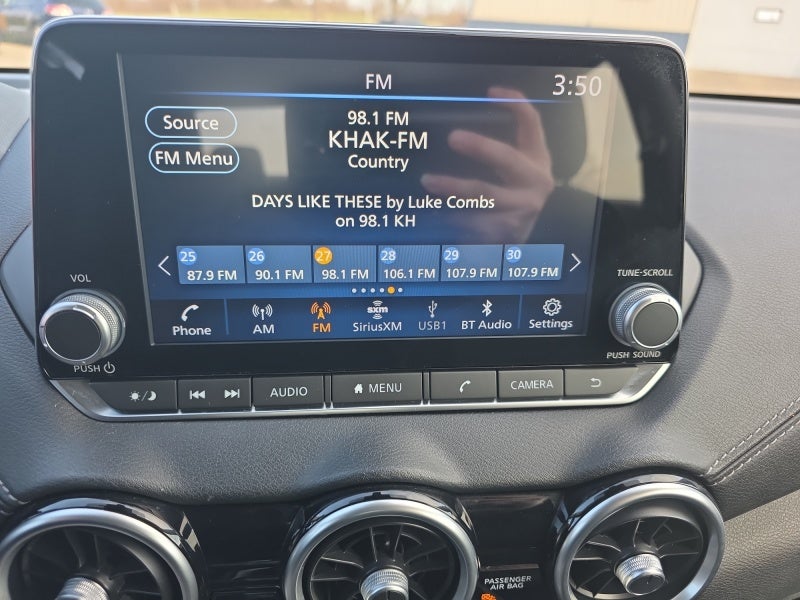 FM
3:50
Source
98.1 FM
KHAK-FM
FM Menu
Country
DAYS LIKE THESE by Luke Combs
on 98.1 KH
25 26 27 28 29 30
87.9 FM 90.1 FM 98.1 FM 106.1 FM 107.9 FM 107.9 FM
VOL
TUNE·SCROLL
Phone AM FM sxm SiriusXM USB1 BT Audio Settings
PUSH
PUSH SOUND
AUDIO MENU CAMERA
PASSENGER
AIR BAG